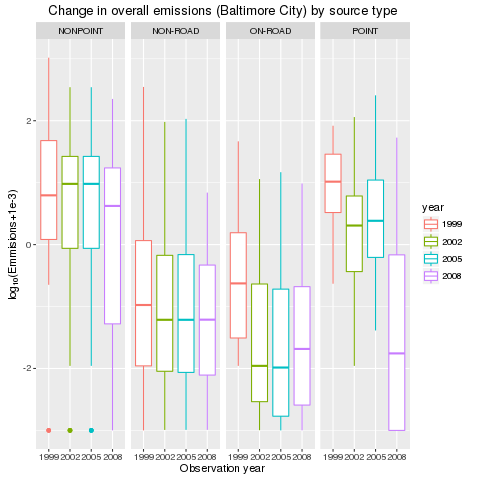 Change in overall emissions (Baltimore City) by source type
NONPOINT NON-ROAD ON-ROAD POINT
2
0
-2
log10(Emmisions+1e-3)
1999 2002 2005 2008 1999 2002 2005 2008 1999 2002 2005 2008 1999 2002 2005 2008
Observation year
year
1999
2002
2005
2008